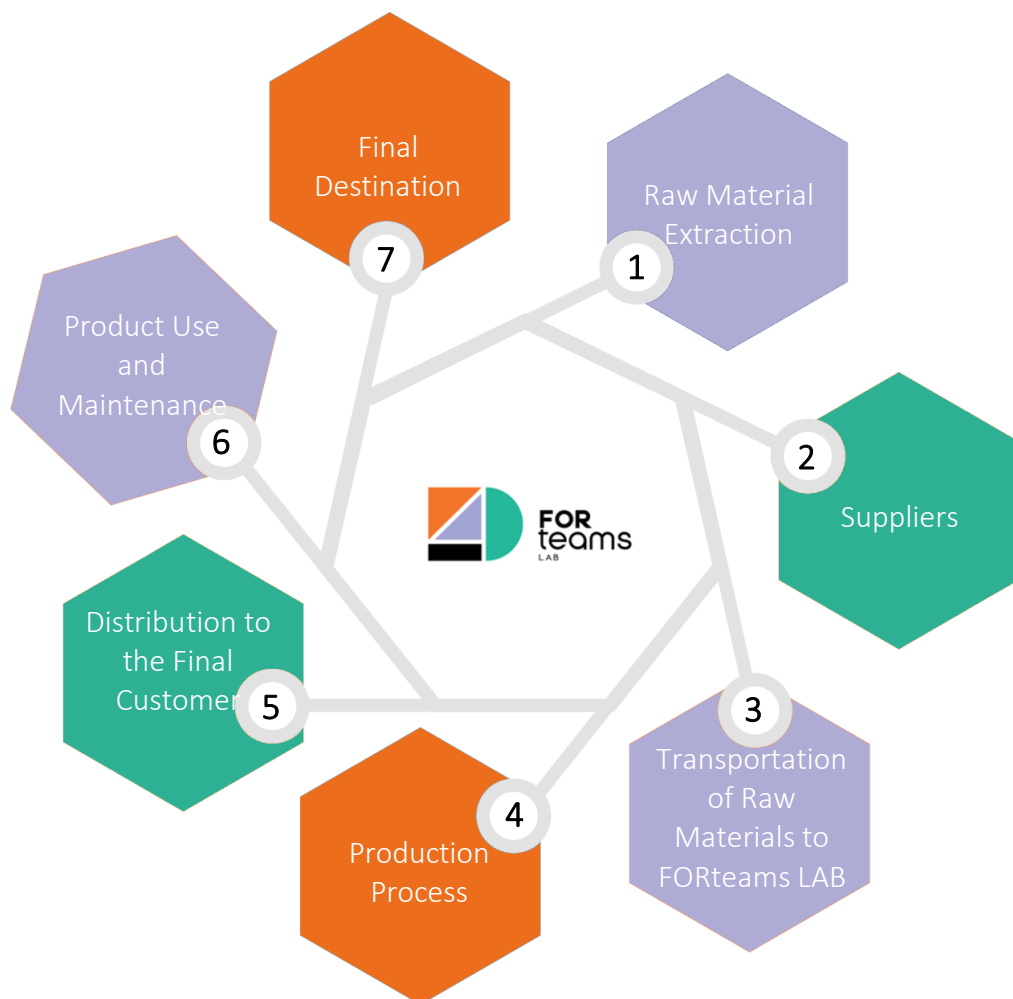 1
Raw Material
Extraction
2
Suppliers
3
Transportation
of Raw
Materials to
FORteams LAB
4
Production
Process
5
Distribution to
the Final
Customer
6
Product Use
and
Maintenance
7
Final
Destination
FOR
teams
LAB